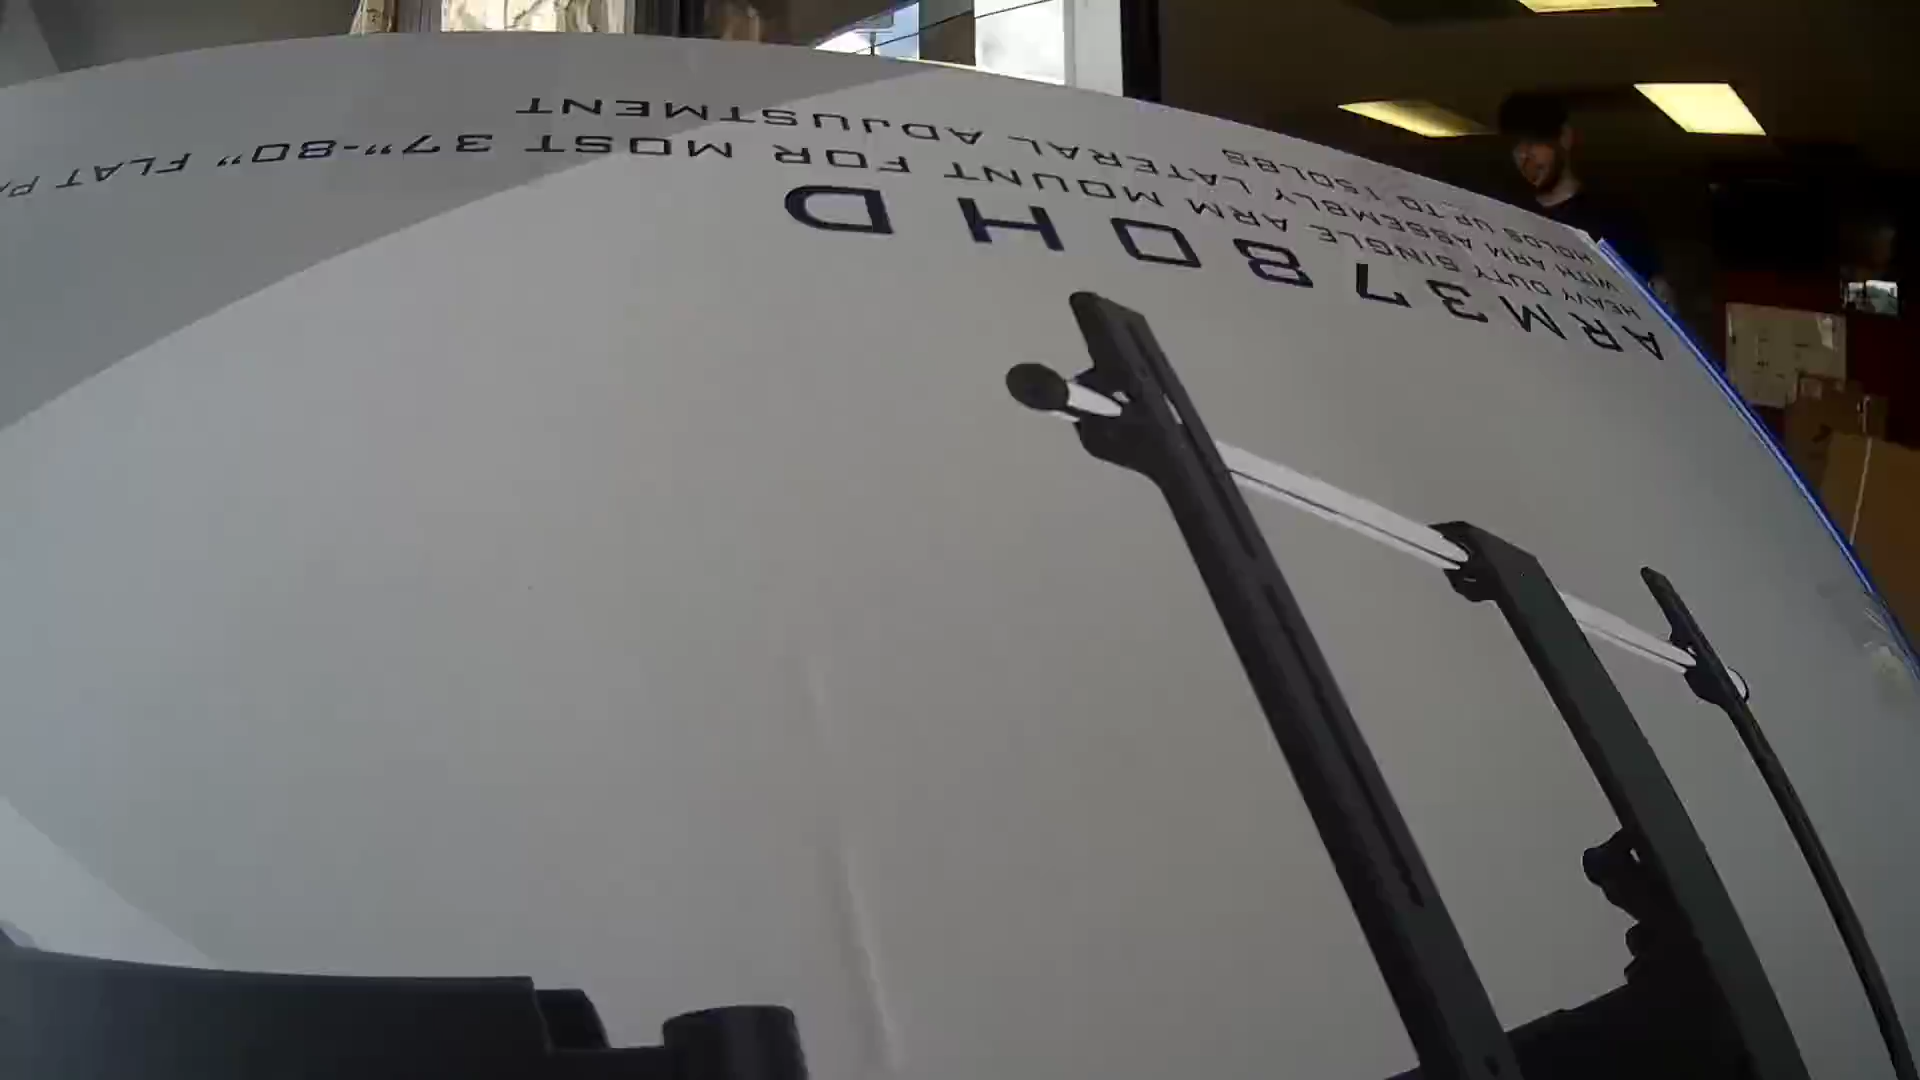 ARM3780HD
HEAVY DUTY SINGLE ARM MOUNT FOR MOST 37"-80" FLAT
WITH ARM ASSEMBLY LATERAL ADJUSTMENT
HOLDS UP TO 150LBS